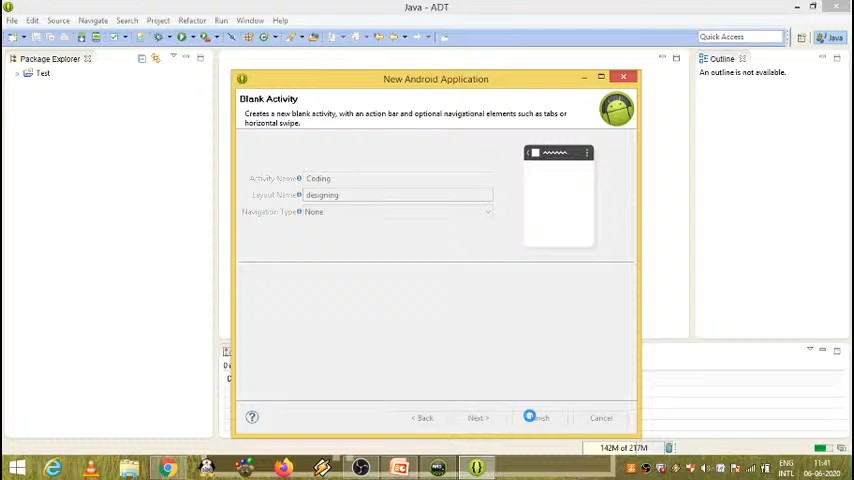 Java - ADT
File Edit Source Navigate Search Project Refactor Run Window Help
Quick Access
Java
Package Explorer
Test
Outline
An outline is not available.
New Android Application
Blank Activity
Creates a new blank activity, with an action bar and optional navigational elements such as tabs or
horizontal swipe.
Activity Name Coding
Layout Name designing
Navigation Type None
< Back Next > Cancel
142M of 217M
ENG
INTL
11:41
06-06-2020